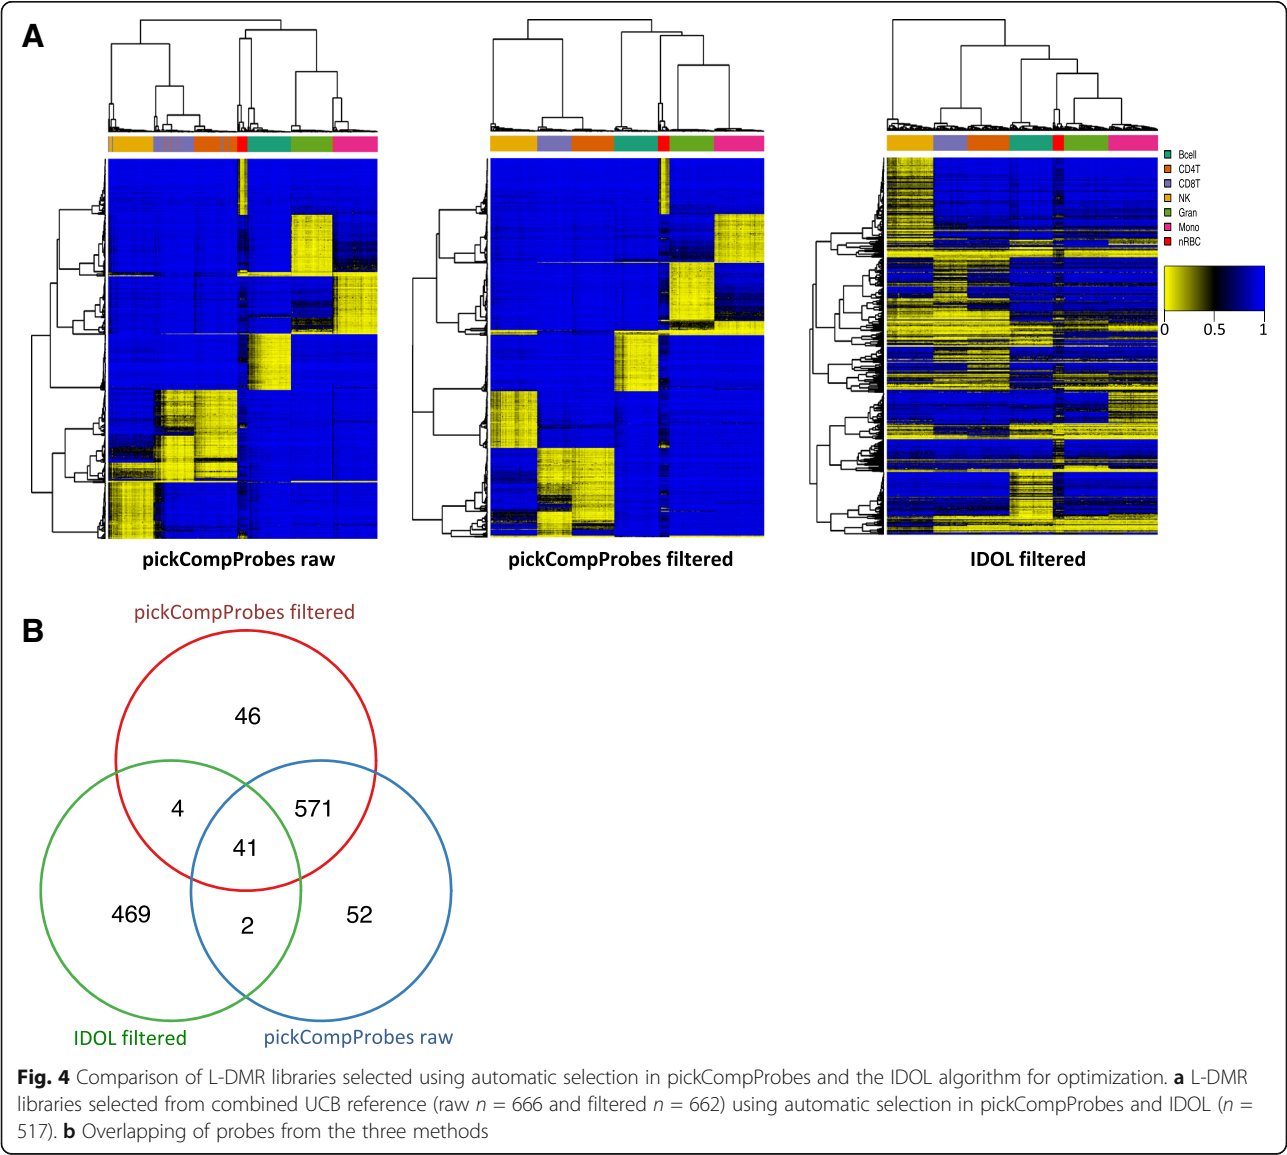 A
Bcell
CD4T
CD8T
NK
Gran
Mono
nRBC
0 0.5 1
pickCompProbes raw
pickCompProbes filtered
IDOL filtered
B
pickCompProbes filtered
46
4
571
41
469
2
52
IDOL filtered
pickCompProbes raw
Fig. 4 Comparison of L-DMR libraries selected using automatic selection in pickCompProbes and the IDOL algorithm for optimization. a L-DMR
libraries selected from combined UCB reference (raw n = 666 and filtered n = 662) using automatic selection in pickCompProbes and IDOL (n =
517). b Overlapping of probes from the three methods